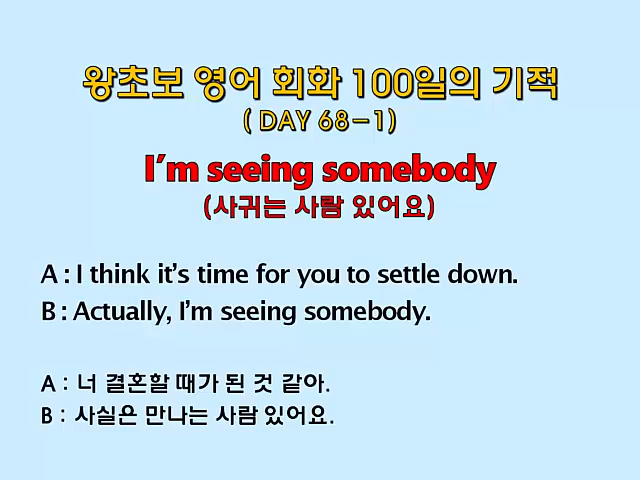 왕초보 영어 회화 100일의 기적
( DAY 68-1)
I'm seeing somebody
(사귀는 사람 있어요)
A : I think it's time for you to settle down.
B : Actually, I'm seeing somebody.
A : 너 결혼할 때가 된 것 같아.
B : 사실은 만나는 사람 있어요.